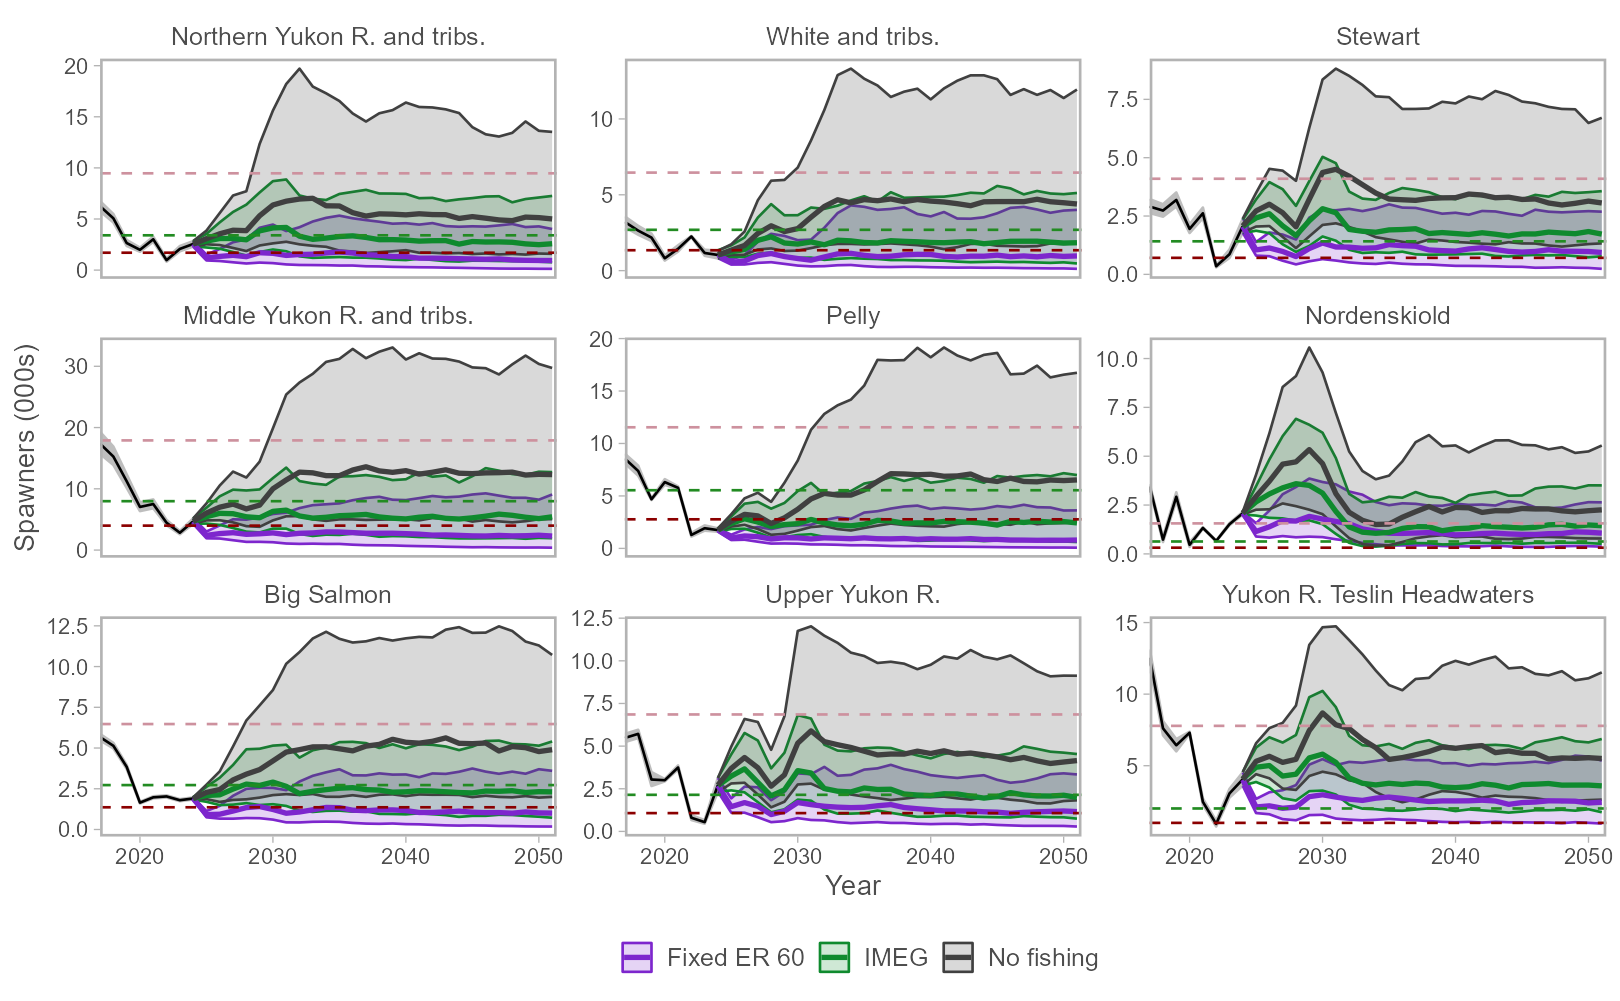 Northern Yukon R. and tribs.
White and tribs.
Stewart
20
15
10
5
0
10
5
0
7.5
5.0
2.5
0.0
Middle Yukon R. and tribs.
Pelly
Nordenskiold
30
20
10
0
20
15
10
5
0
10.0
7.5
5.0
2.5
0.0
Spawners (000s)
Big Salmon
Upper Yukon R.
Yukon R. Teslin Headwaters
12.5
10.0
7.5
5.0
2.5
0.0
12.5
10.0
7.5
5.0
2.5
0.0
15
10
5
2020 2030 2040 2050
2020 2030 2040 2050
2020 2030 2040 2050
Year
Fixed ER 60 IMEG No fishing